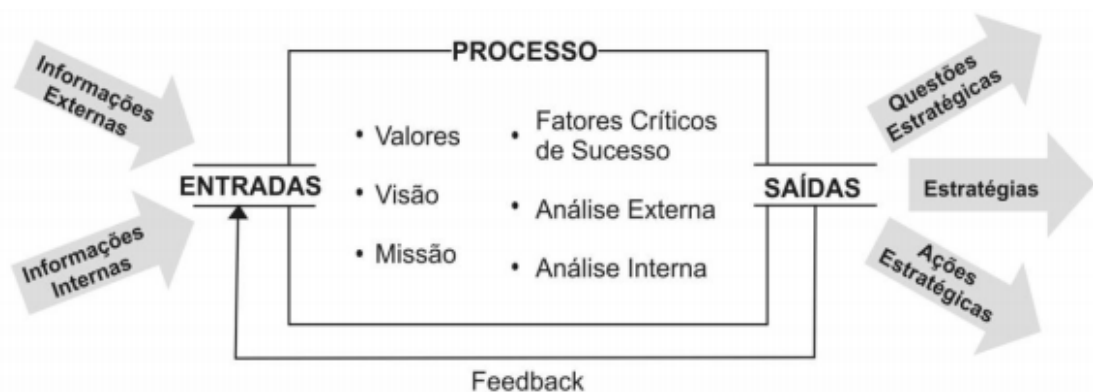 Informações
Externas
Informações
Internas
ENTRADAS
PROCESSO
• Valores
• Visão
• Missão
• Fatores Críticos
de Sucesso
• Análise Externa
• Análise Interna
SAÍDAS
Questões
Estratégicas
Estratégias
Ações
Estratégicas
Feedback